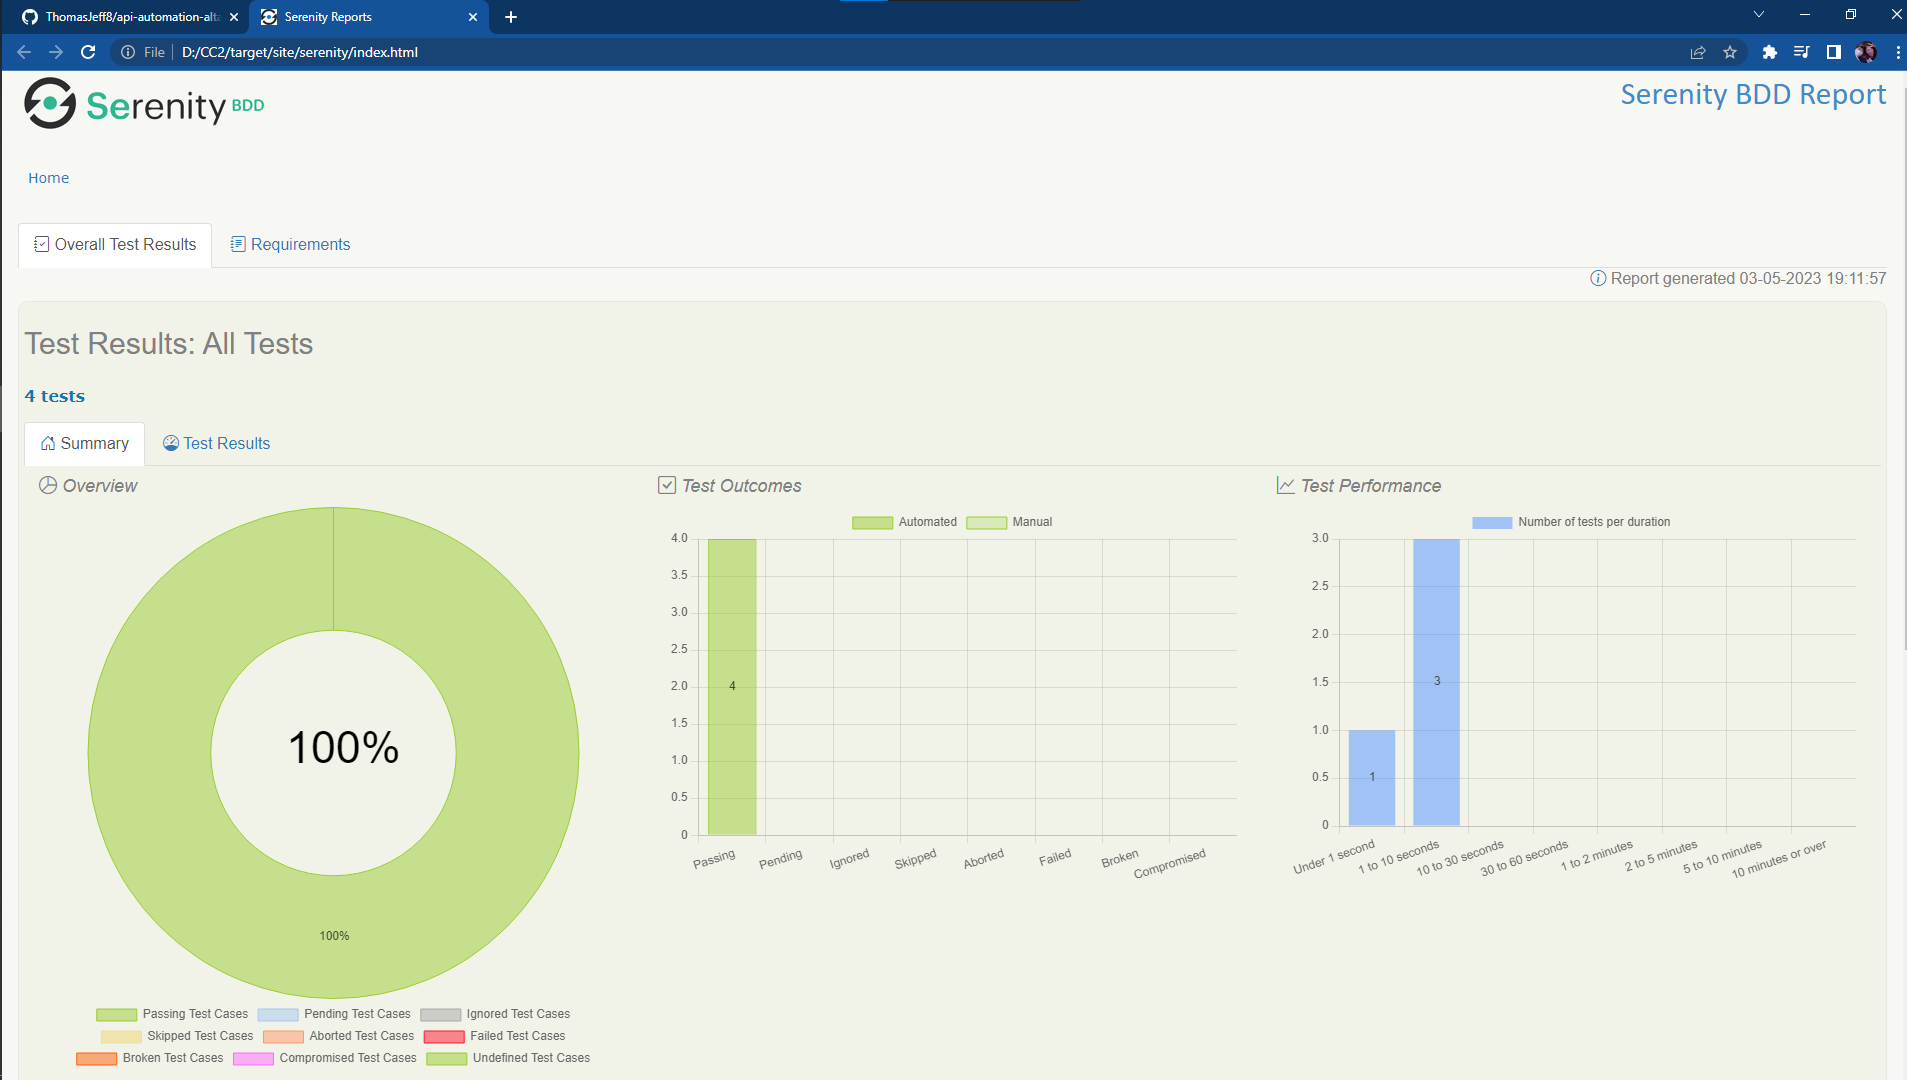 ThomasJeff8/api-automation-alta
Serenity Reports
File
D:/CC2/target/site/serenity/index.html
Serenity BDD
Serenity BDD Report
Home
Overall Test Results
Requirements
Report generated 03-05-2023 19:11:57
Test Results: All Tests
4 tests
Summary
Test Results
Overview
100%
100%
Passing Test Cases Pending Test Cases Ignored Test Cases
Skipped Test Cases Aborted Test Cases Failed Test Cases
Broken Test Cases Compromised Test Cases Undefined Test Cases
Test Outcomes
Automated Manual
4.0
3.5
3.0
2.5
2.0
1.5
1.0
0.5
0
4
Passing Pending Ignored Skipped Aborted Failed Broken Compromised
Test Performance
Number of tests per duration
3.0
2.5
2.0
1.5
1.0
0.5
0
1
3
Under 1 second 1 to 10 seconds 10 to 30 seconds 30 to 60 seconds 1 to 2 minutes 2 to 5 minutes 5 to 10 minutes 10 minutes or over